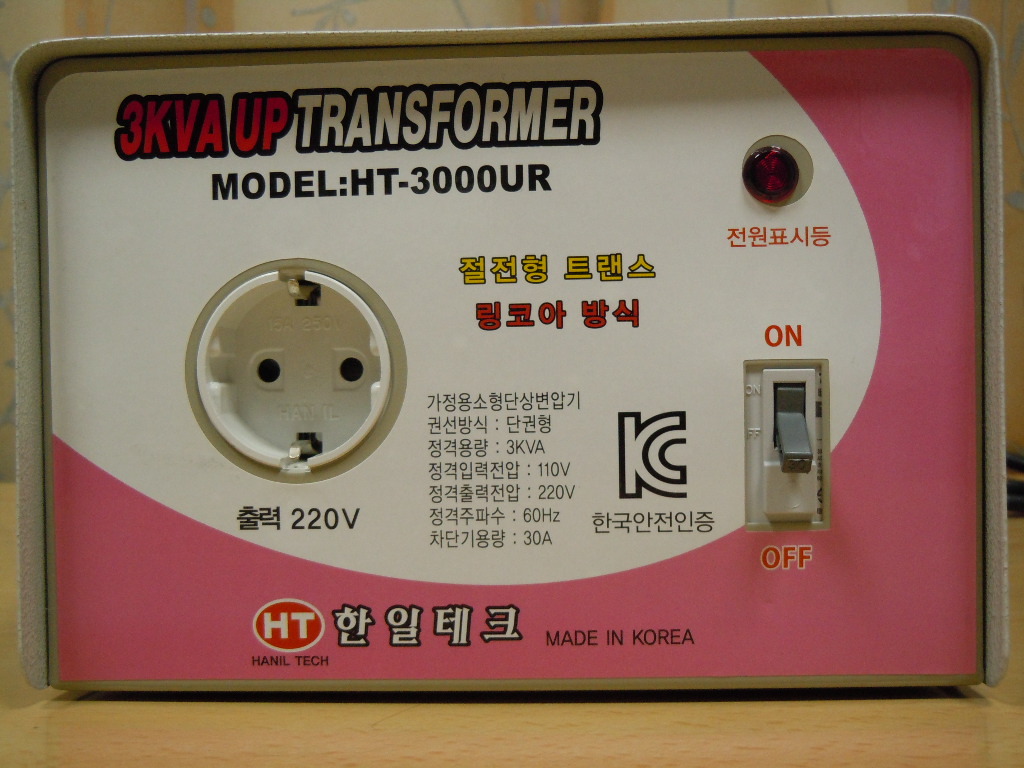 3KVA UP TRANSFORMER
MODEL:HT-3000UR
전원표시등
절전형 트랜스
링코아 방식
ON
16A 250V
HANIL
출력 220V
가정용소형단상변압기
권선방식 : 단권형
정격용량 : 3KVA
정격입력전압 : 110V
정격출력전압 : 220V
정격주파수 : 60Hz
차단기용량 : 30A
한국안전인증
ON
OFF
HT
HANIL TECH
한일테크
MADE IN KOREA